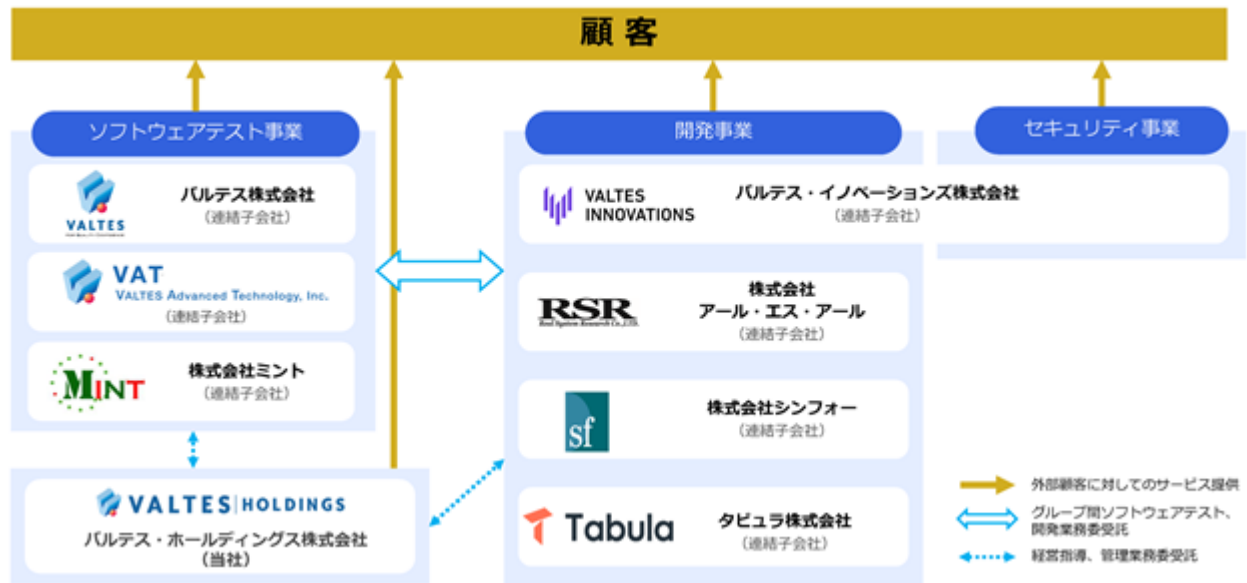 顧客
ソフトウェアテスト事業
開発事業
セキュリティ事業
VALTES
バルテス株式会社
（連結子会社）
VALTES
INNOVATIONS
バルテス・イノベーションズ株式会社
（連結子会社）
VAT
VALTES Advanced Technology, Inc.
（連結子会社）
RSR
Real System Research Co.,LTD.
株式会社
アール・エス・アール
（連結子会社）
MINT
株式会社ミント
（連結子会社）
sf
株式会社シンフォー
（連結子会社）
VALTES HOLDINGS
バルテス・ホールディングス株式会社
（当社）
Tabula
タビュラ株式会社
（連結子会社）
外部顧客に対してのサービス提供
グループ間ソフトウェアテスト、
開発業務委受託
経営指導、管理業務委受託